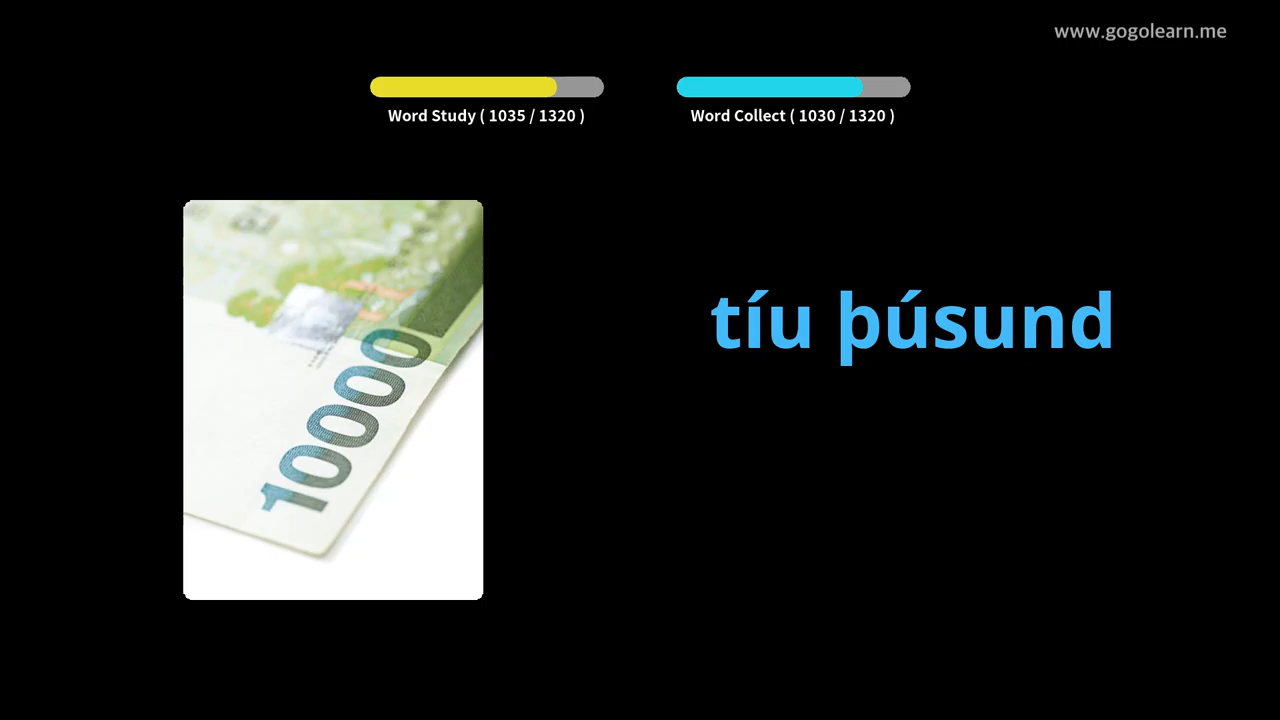 www.gogolearn.me
Word Study ( 1035 / 1320 )
Word Collect ( 1030 / 1320 )
tíu þúsund
10000